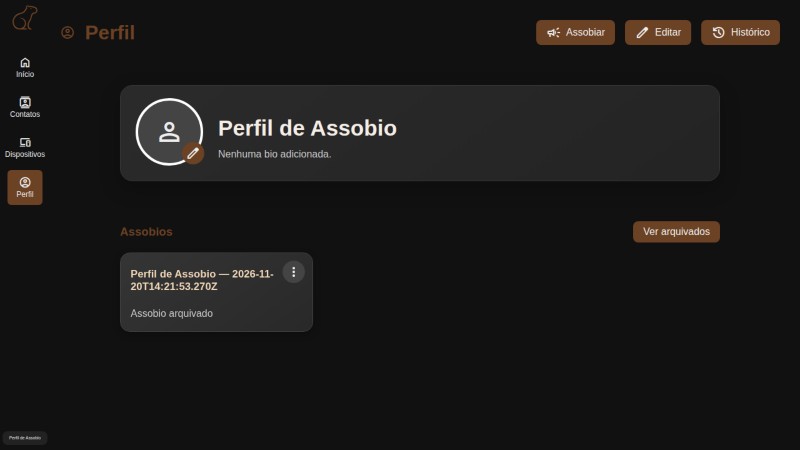 Perfil
Assobiar
Editar
Histórico
Início
Contatos
Dispositivos
Perfil
Perfil de Assobio
Nenhuma bio adicionada.
Assobios
Ver arquivados
Perfil de Assobio — 2026-11-
20T14:21:53.270Z
Assobio arquivado
Perfil de Assobio